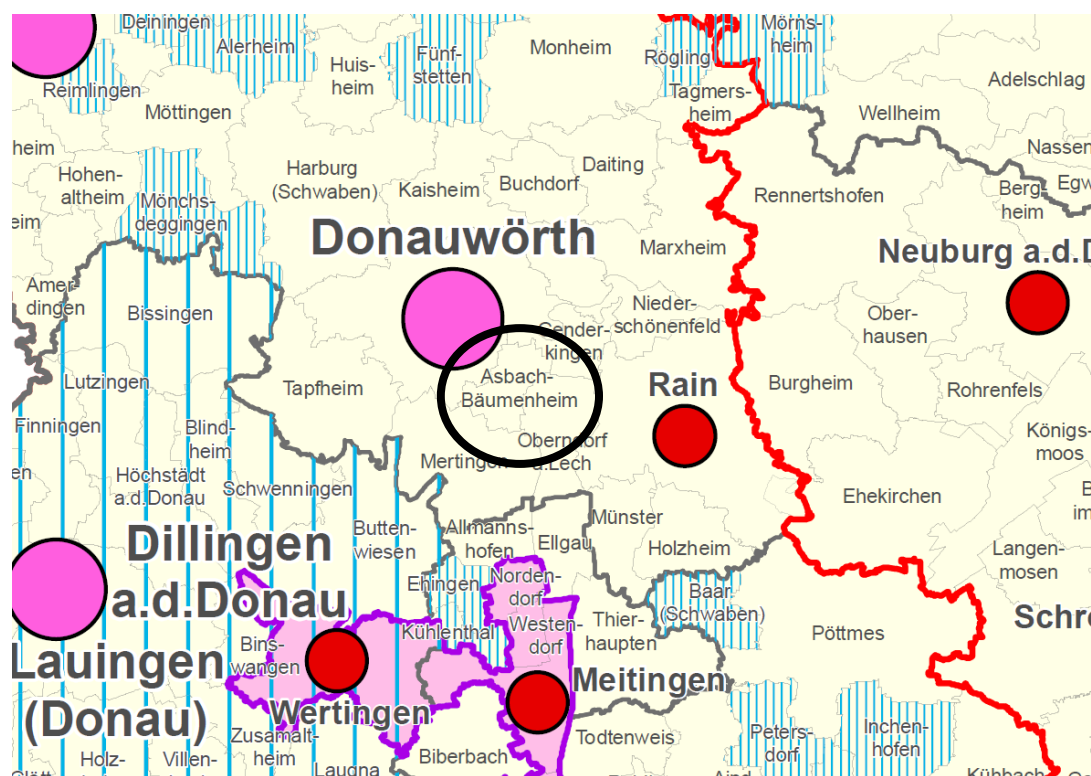 Deiningen
Alerheim
Reimlingen
Möttingen
Huis-
heim
Fünf-
stetten
Monheim
Rögling
Mörns-
heim
Tagmers-
heim
Adelschlag
Wellheim
Nassen
heim
Hohen-
altheim
eim
Mönchs-
deggingen
Harburg
(Schwaben)
Kaisheim
Buchdorf
Daiting
Rennertshofen
Berg
heim
Egw
Donauwörth
Marxheim
Neuburg a.d.D
Amer-
dingen
Bissingen
Nieder-
schönenfeld
Gender-
kingen
Ober-
hausen
Lutzingen
Tapfheim
Asbach-
Bäumenheim
Rain
Burgheim
Rohrenfels
Finningen
Blind-
heim
Oberndorf
a.Lech
Königs-
moos
en
Höchstädt
a.d.Donau
Schwenningen
Mertingen
Ehekirchen
B
im
Butten-
wiesen
Allmanns-
hofen
Ellgau
Münster
Holzheim
Langen-
mosen
Dillingen
a.d.Donau
Ehingen
Norden-
dorf
Baar
(Schwaben)
Schro
Lauingen
(Donau)
Bins-
wangen
Kühlenthal
Westen-
dorf
Thier-
haupten
Pöttmes
Wertingen
Meitingen
Zusamalt-
heim
Holz-
Villen-
Laugna
Biberbach
Todtenweis
Peters-
dorf
Inchen-
hofen
Kühbach